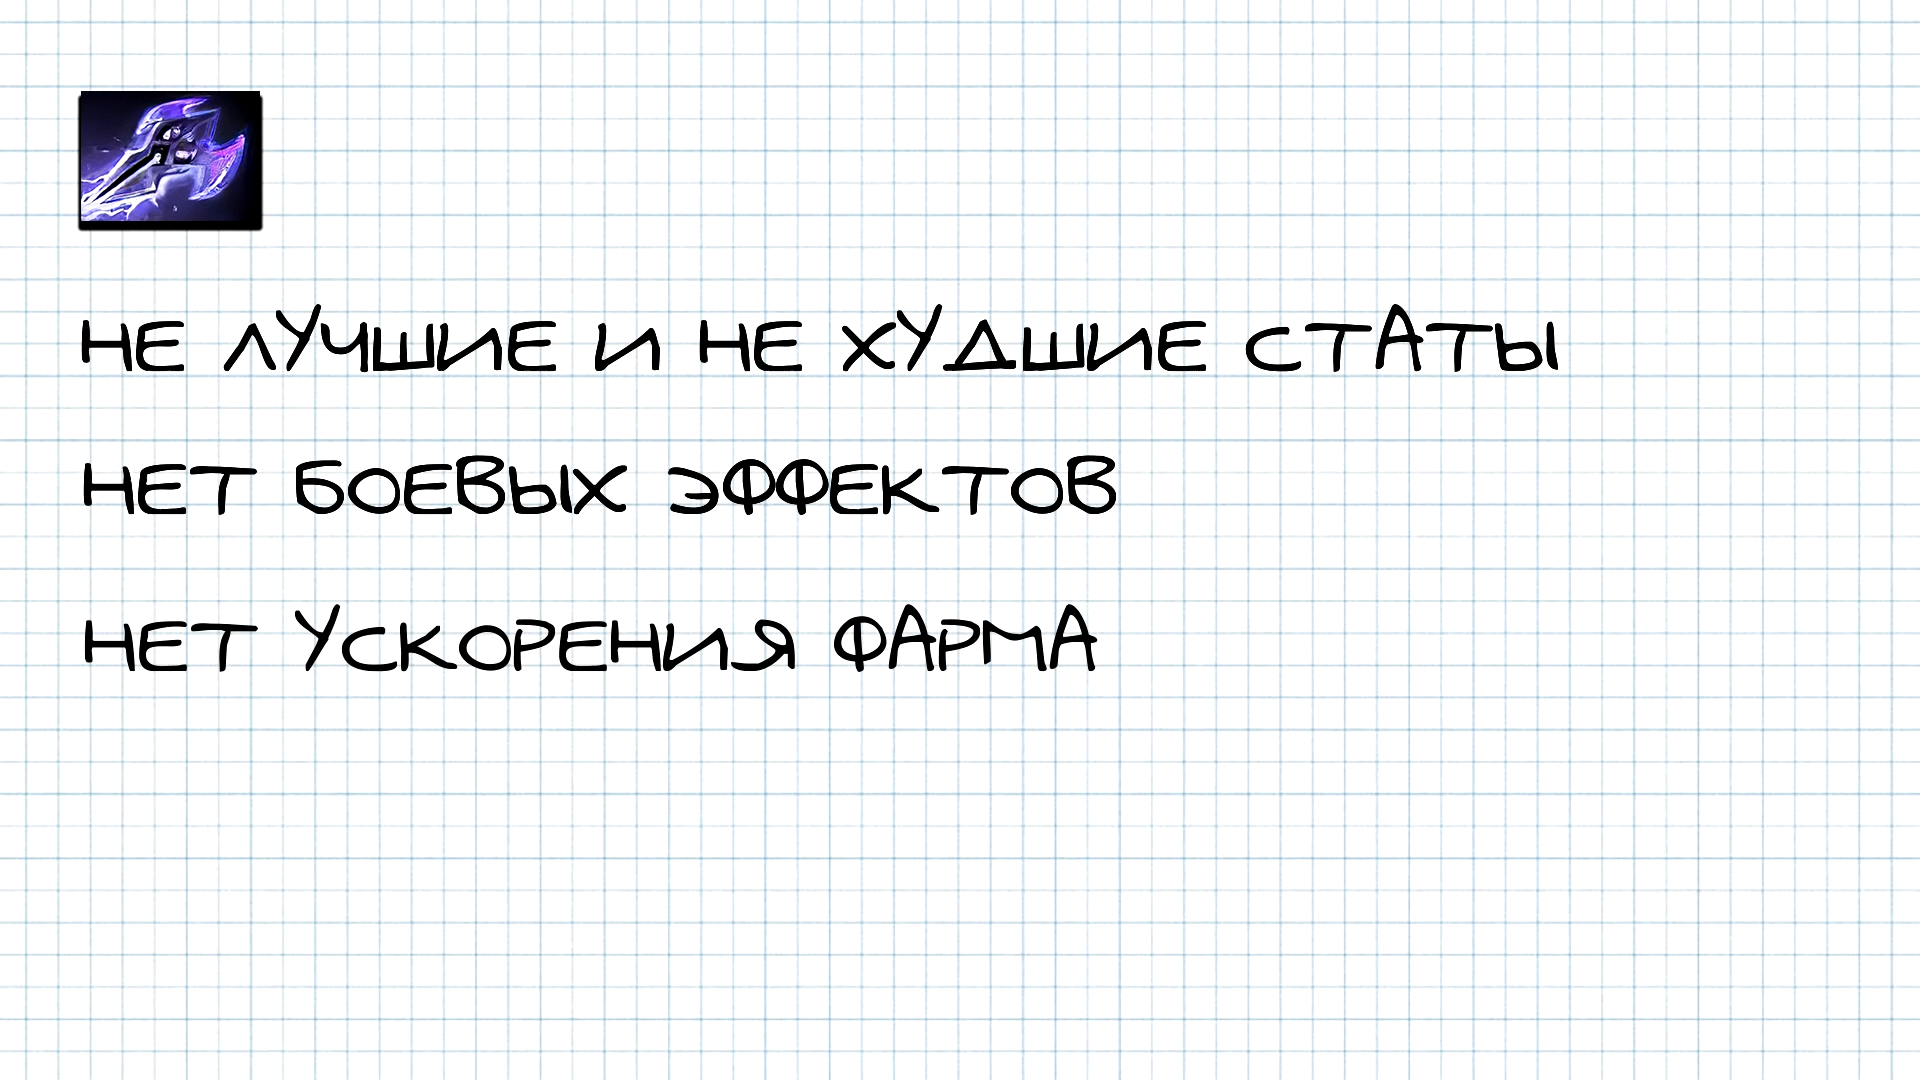 НЕ ЛУЧШИЕ И НЕ ХУДШИЕ СТАТЫ
НЕТ БОЕВЫХ ЭФФЕКТОВ
НЕТ УСКОРЕНИЯ ФАРМА